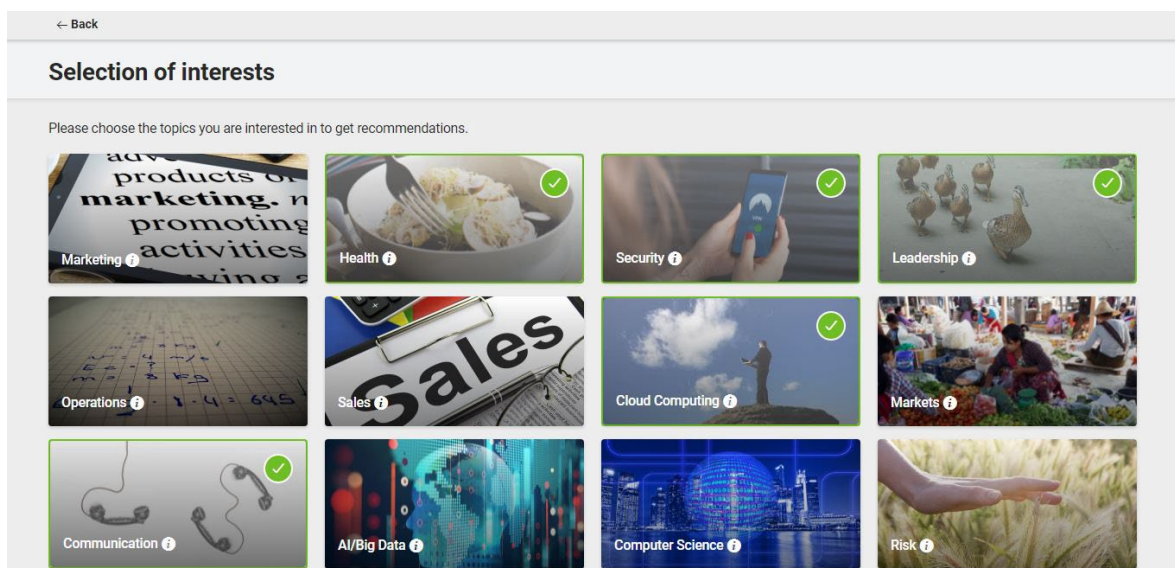 ← Back
Selection of interests
Please choose the topics you are interested in to get recommendations.
products or
marketing.
promoting
activities
Marketing i
Health i
Security i
Leadership i
Operations i
Sales
Sales i
Cloud Computing i
Markets i
Communication i
AI/Big Data i
Computer Science i
Risk i